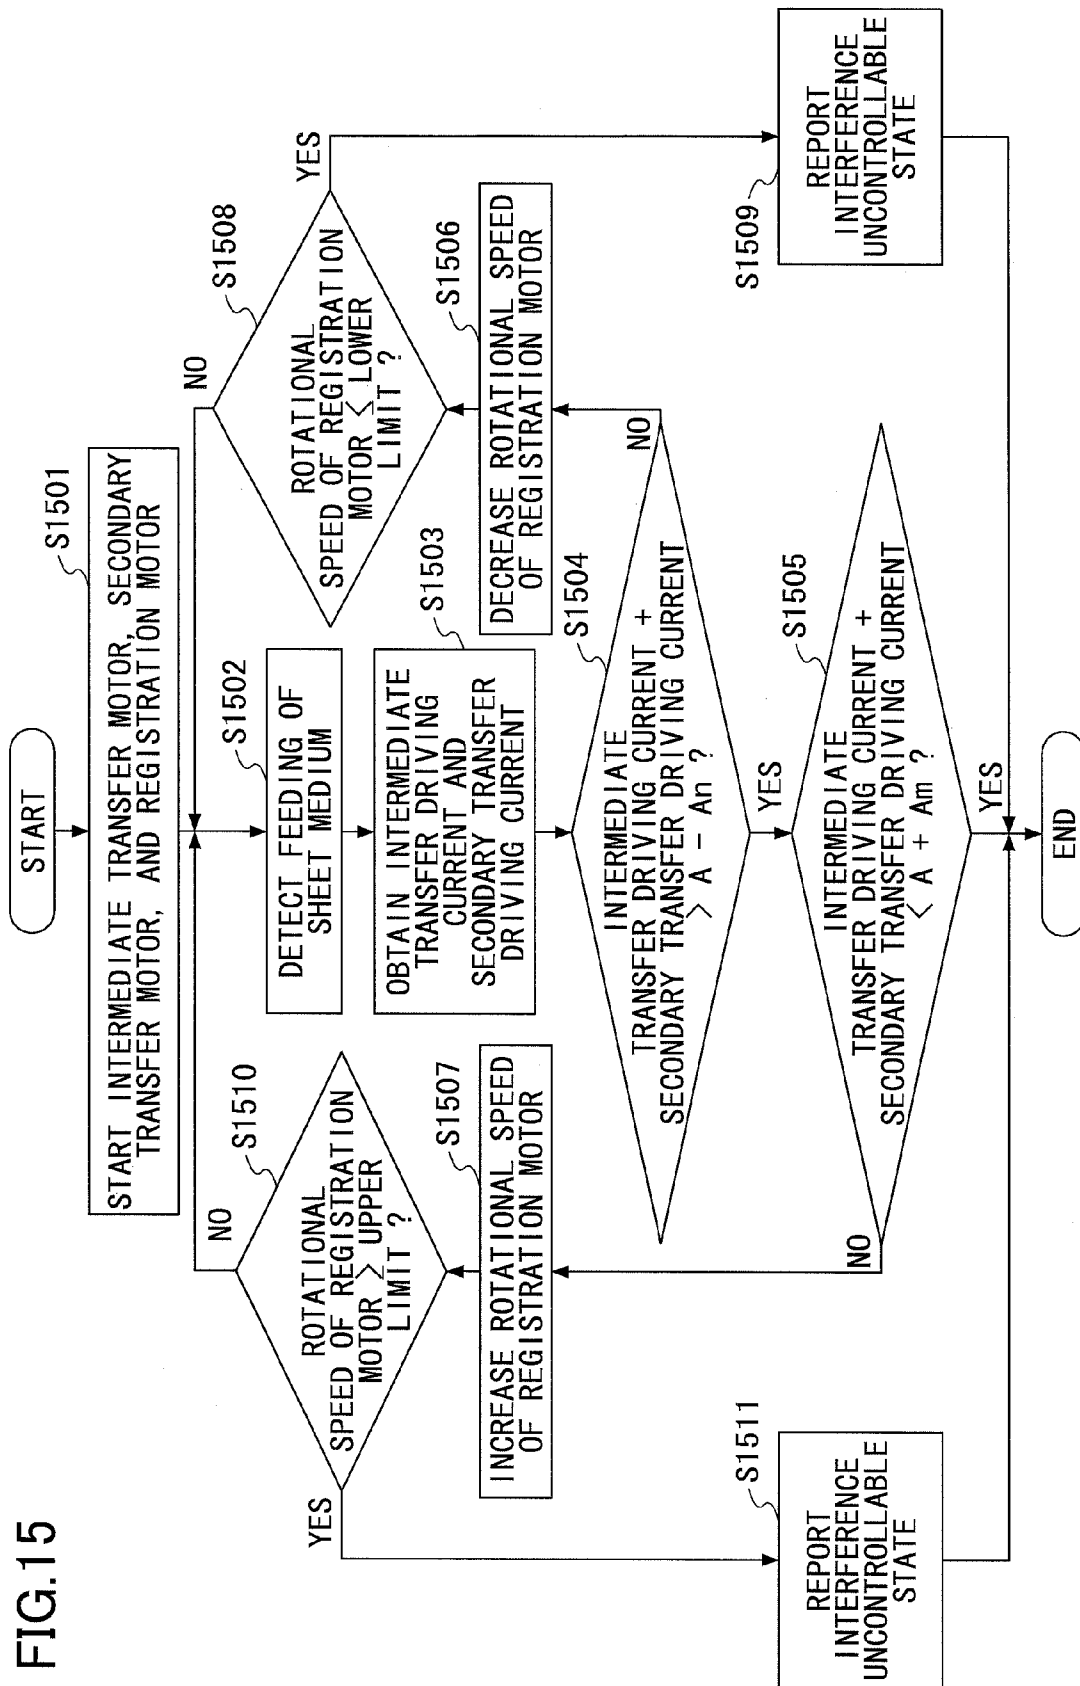 FIG.15
START
START INTERMEDIATE TRANSFER MOTOR, SECONDARY
TRANSFER MOTOR, AND REGISTRATION MOTOR
S1501
DETECT FEEDING OF
SHEET MEDIUM
S1502
OBTAIN INTERMEDIATE
TRANSFER DRIVING
CURRENT AND
SECONDARY TRANSFER
DRIVING CURRENT
S1503
INTERMEDIATE
TRANSFER DRIVING CURRENT +
SECONDARY TRANSFER DRIVING CURRENT
> A - An ?
S1504
NO
YES
INTERMEDIATE
TRANSFER DRIVING CURRENT +
SECONDARY TRANSFER DRIVING CURRENT
< A + Am ?
S1505
NO
YES
DECREASE ROTATIONAL SPEED
OF REGISTRATION MOTOR
S1506
INCREASE ROTATIONAL SPEED
OF REGISTRATION MOTOR
S1507
ROTATIONAL
SPEED OF REGISTRATION
MOTOR ≤ LOWER
LIMIT ?
S1508
NO
YES
REPORT
INTERFERENCE
UNCONTROLLABLE
STATE
S1509
ROTATIONAL
SPEED OF REGISTRATION
MOTOR ≥ UPPER
LIMIT ?
S1510
NO
YES
REPORT
INTERFERENCE
UNCONTROLLABLE
STATE
S1511
END